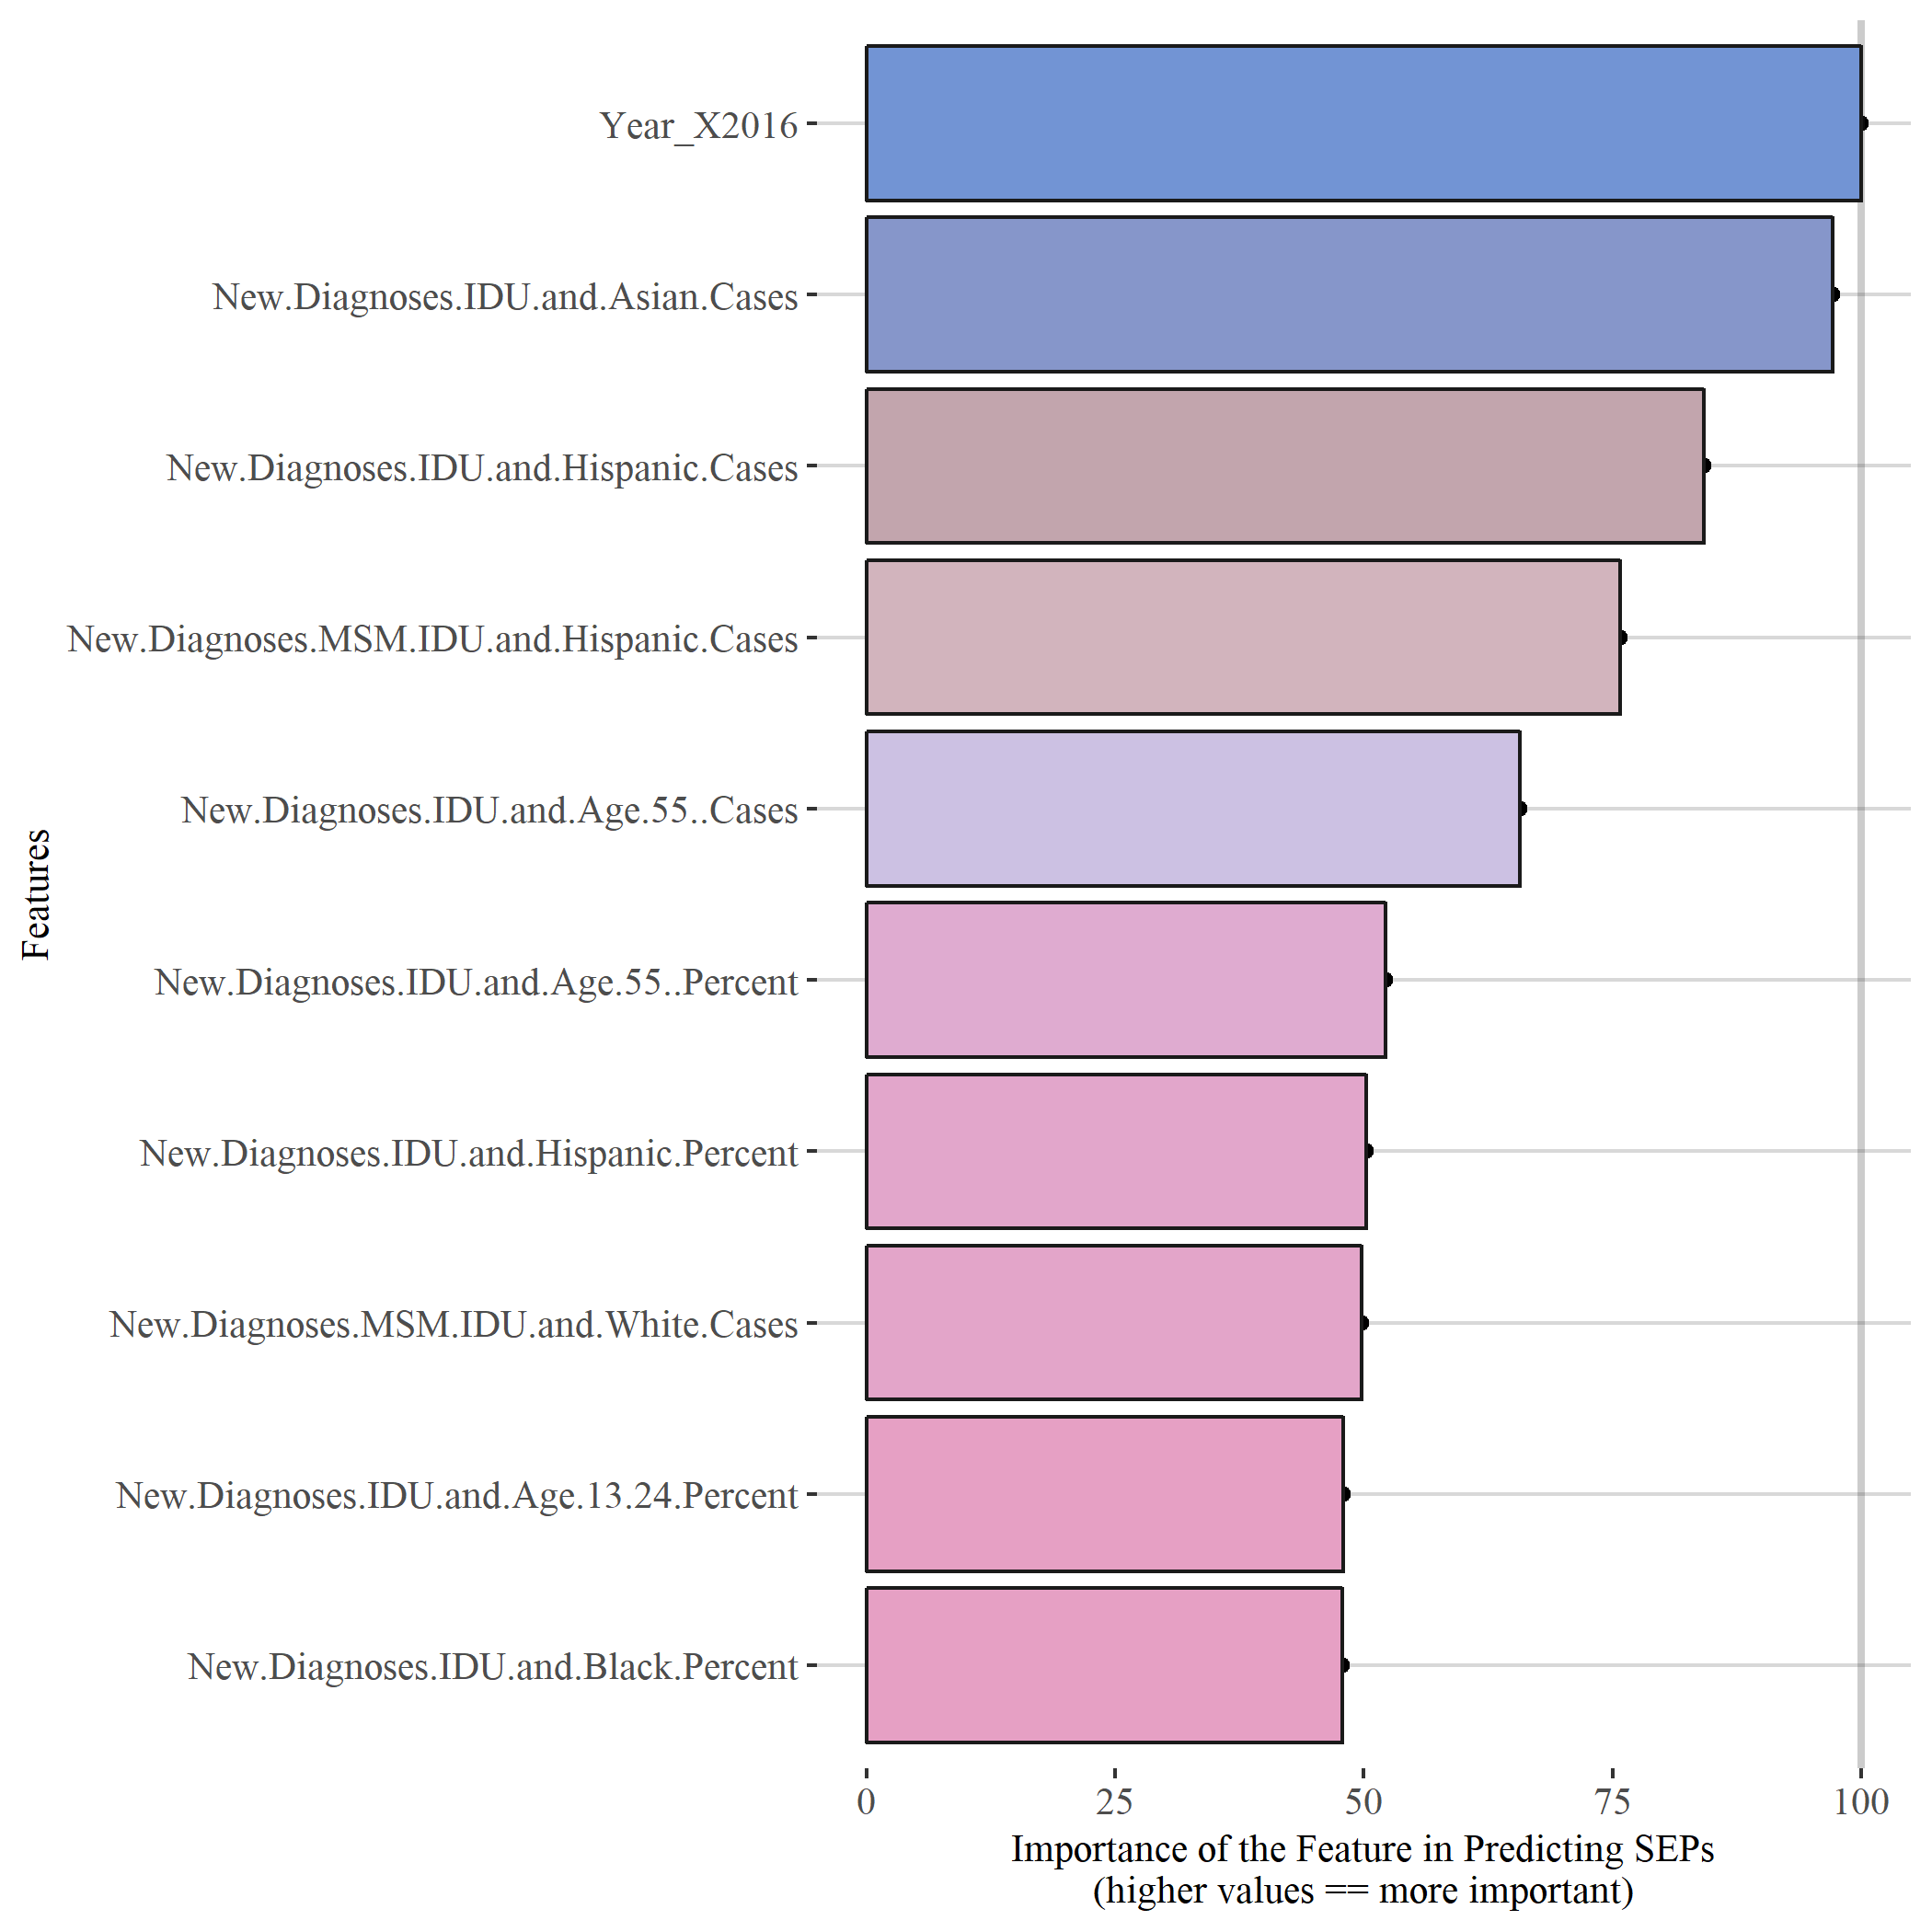 Features
Year_X2016
New.Diagnoses.IDU.and.Asian.Cases
New.Diagnoses.IDU.and.Hispanic.Cases
New.Diagnoses.MSM.IDU.and.Hispanic.Cases
New.Diagnoses.IDU.and.Age.55..Cases
New.Diagnoses.IDU.and.Age.55..Percent
New.Diagnoses.IDU.and.Hispanic.Percent
New.Diagnoses.MSM.IDU.and.White.Cases
New.Diagnoses.IDU.and.Age.13.24.Percent
New.Diagnoses.IDU.and.Black.Percent
0 25 50 75 100
Importance of the Feature in Predicting SEPs
(higher values == more important)